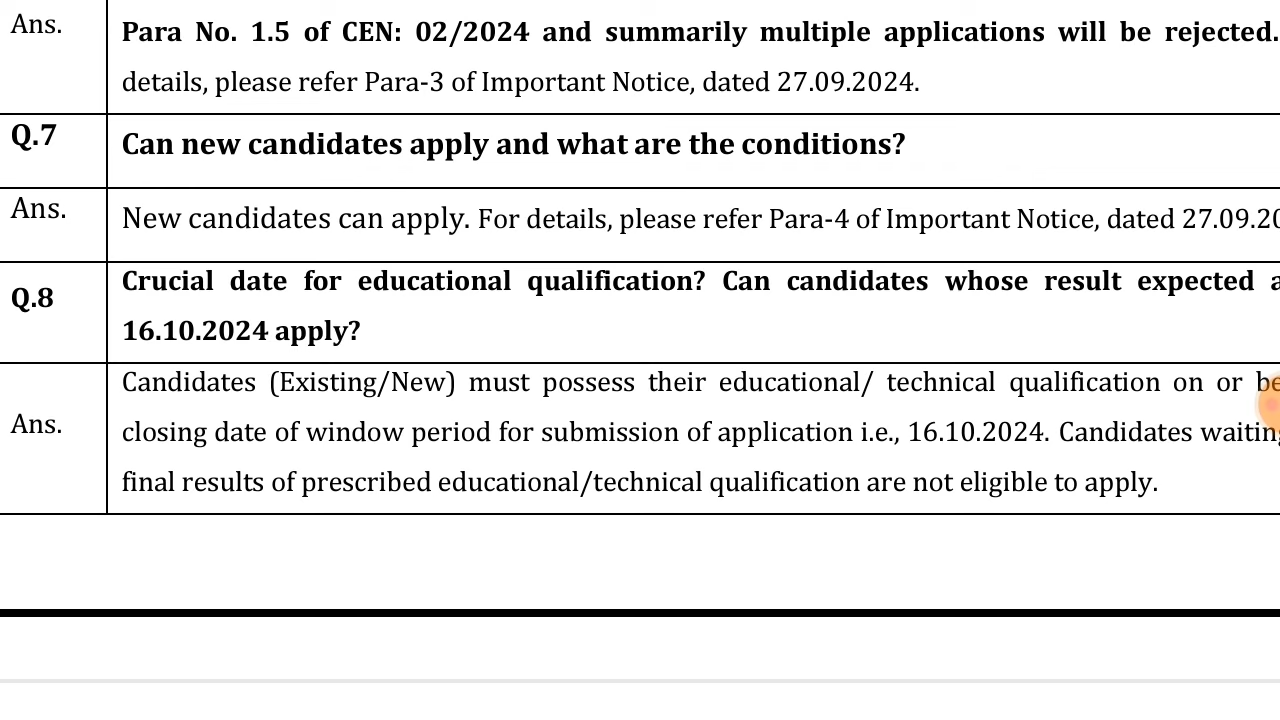 Ans.
Para No. 1.5 of CEN: 02/2024 and summarily multiple applications will be rejected.
details, please refer Para-3 of Important Notice, dated 27.09.2024.
Q.7
Can new candidates apply and what are the conditions?
Ans.
New candidates can apply. For details, please refer Para-4 of Important Notice, dated 27.09.20
Q.8
Crucial date for educational qualification? Can candidates whose result expected
16.10.2024 apply?
Ans.
Candidates (Existing/New) must possess their educational/ technical qualification on or
closing date of window period for submission of application i.e., 16.10.2024. Candidates
final results of prescribed educational/technical qualification are not eligible to apply.